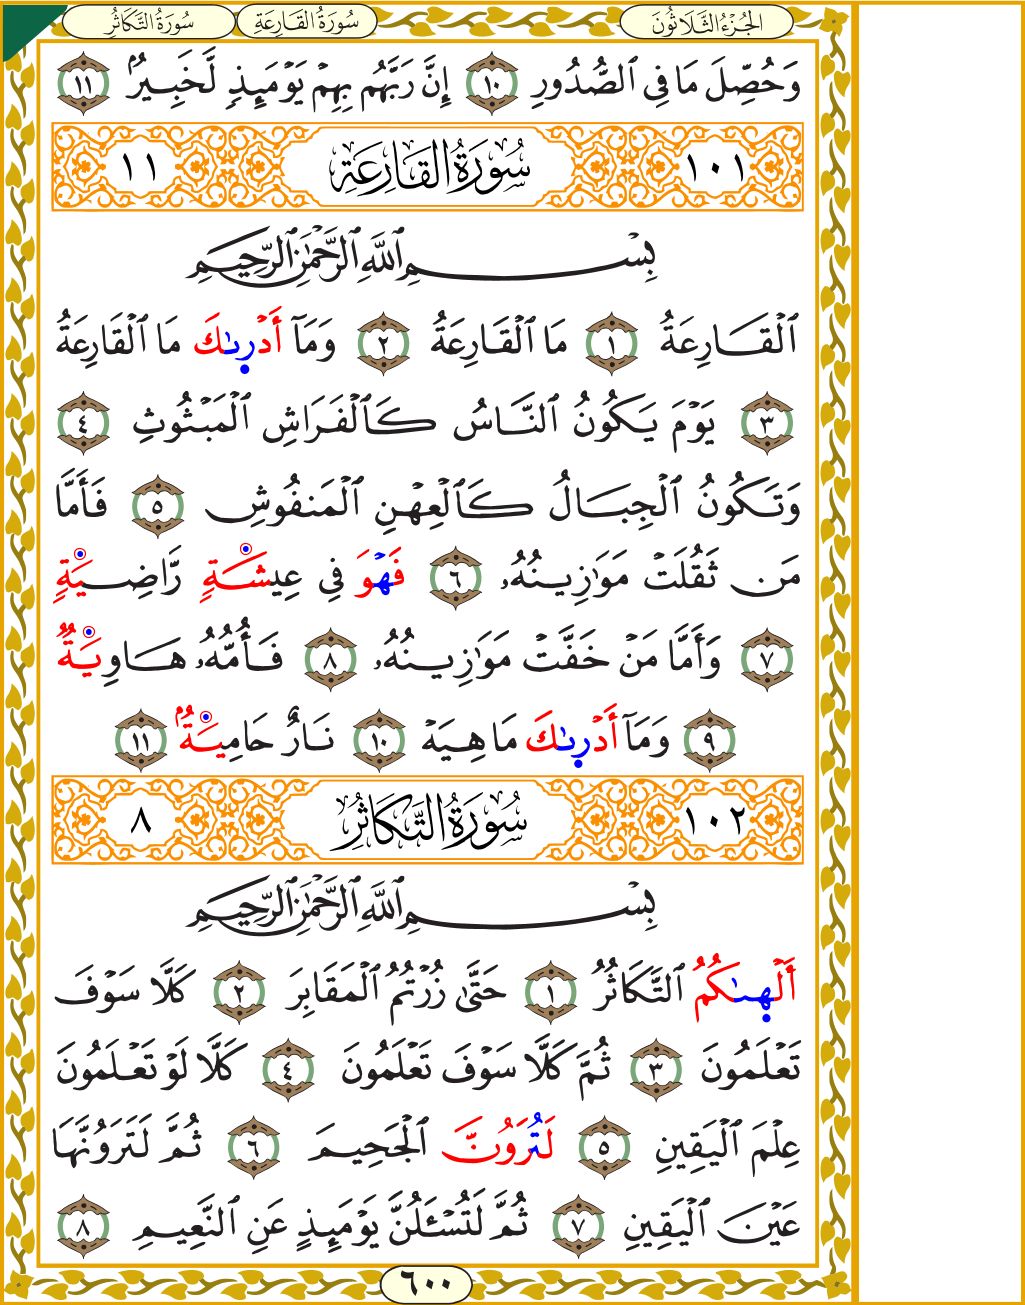 الجُزْءُ الثَّلَاثُونَ سُورَةُ القَارِعَةِ سُورَةُ التَّكَاثُرِ
وَحُصِّلَ مَا فِى ٱلصُّدُورِ ١٠ إِنَّ رَبَّهُم بِهِمۡ يَوۡمَئِذٖ لَّخَبِيرُۢ ١١
١٠١ سُورَةُ القَارِعَةِ ١١
بِسۡمِ ٱللَّهِ ٱلرَّحۡمَٰنِ ٱلرَّحِيمِ
ٱلۡقَارِعَةُ ١ مَا ٱلۡقَارِعَةُ ٢ وَمَآ أَدۡرىٰكَ مَا ٱلۡقَارِعَةُ
٣ يَوۡمَ يَكُونُ ٱلنَّاسُ كَٱلۡفَرَاشِ ٱلۡمَبۡثُوثِ ٤
وَتَكُونُ ٱلۡجِبَالُ كَٱلۡعِهۡنِ ٱلۡمَنفُوشِ ٥ فَأَمَّا
مَن ثَقُلَتۡ مَوَٰزِينُهُۥ ٦ فَهۡوَ فِى عِيشَةٖ رَّاضِيَةٖ
٧ وَأَمَّا مَنۡ خَفَّتۡ مَوَٰزِينُهُۥ ٨ فَأُمُّهُۥ هَاوِيَةٞ
٩ وَمَآ أَدۡرىٰكَ مَا هِيَهۡ ١٠ نَارٌ حَامِيَةُۢ ١١
١٠٢ سُورَةُ التَّكَاثُرِ ٨
بِسۡمِ ٱللَّهِ ٱلرَّحۡمَٰنِ ٱلرَّحِيمِ
أَلۡهىٰكُمُ ٱلتَّكَاثُرُ ١ حَتَّىٰ زُرۡتُمُ ٱلۡمَقَابِرَ ٢ كَلَّا سَوۡفَ
تَعۡلَمُونَ ٣ ثُمَّ كَلَّا سَوۡفَ تَعۡلَمُونَ ٤ كَلَّا لَوۡ تَعۡلَمُونَ
عِلۡمَ ٱلۡيَقِينِ ٥ لَتُرَوُنَّ ٱلۡجَحِيمَ ٦ ثُمَّ لَتَرَوُنَّهَا
عَيۡنَ ٱلۡيَقِينِ ٧ ثُمَّ لَتُسۡـَٔلُنَّ يَوۡمَئِذٍ عَنِ ٱلنَّعِيمِ ٨
٦٠٠